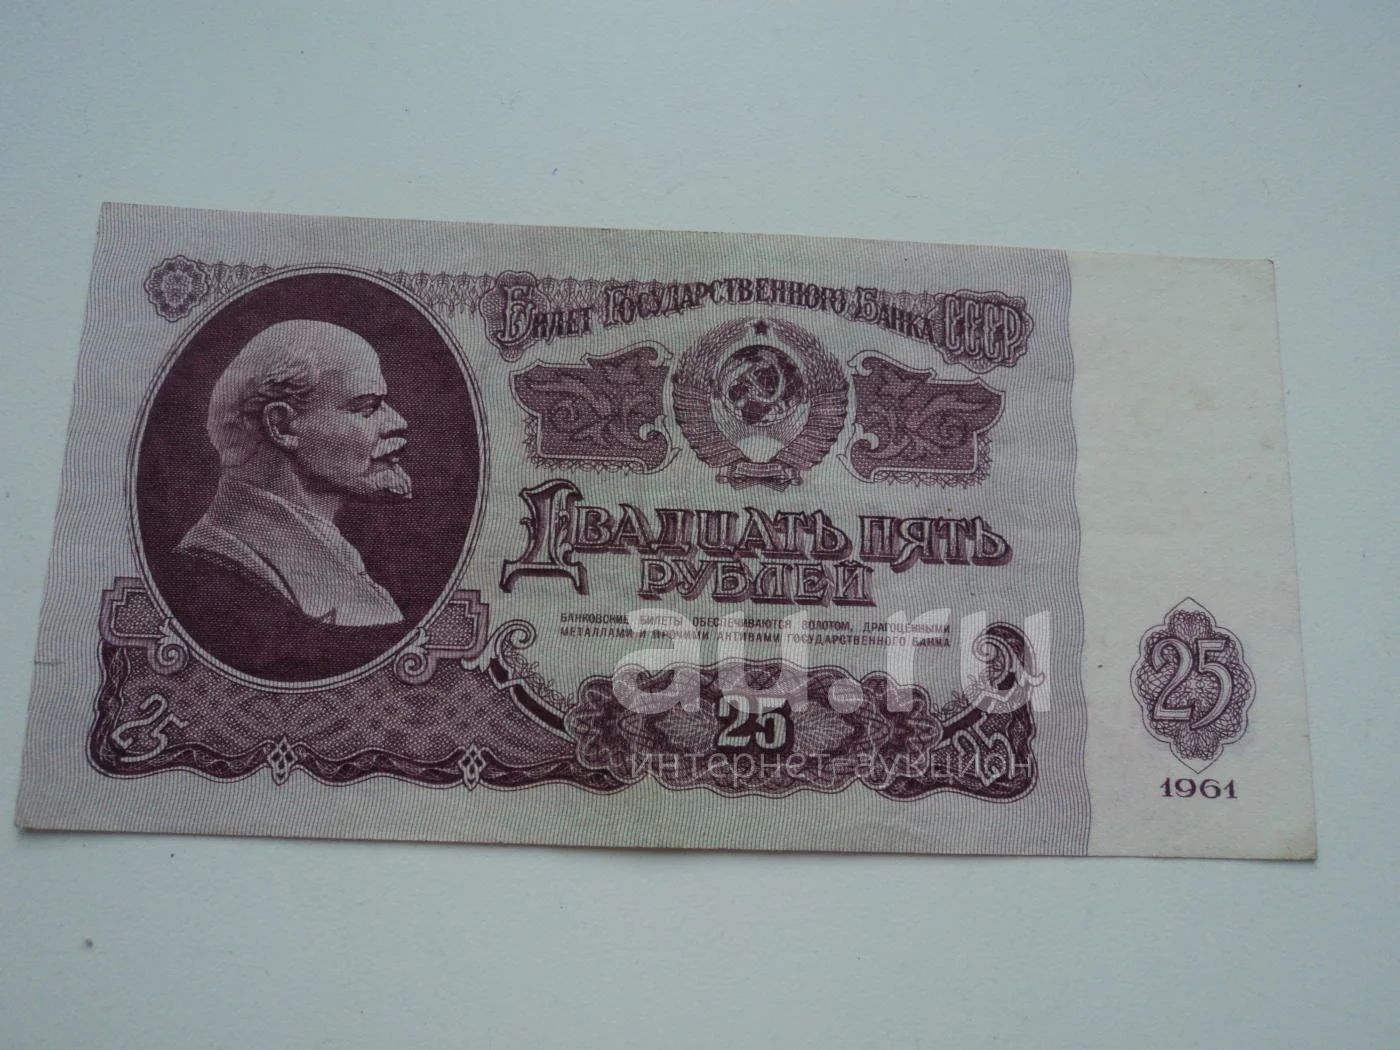 Билет Государственного Банка СССР
Двадцать пять
рублей
БАНКОВСКИЕ БИЛЕТЫ ОБЕСПЕЧИВАЮТСЯ ЗОЛОТОМ, ДРАГОЦЕННЫМИ
МЕТАЛЛАМИ И ПРОЧИМИ АКТИВАМИ ГОСУДАРСТВЕННОГО БАНКА
au.ru
25
25
25
25
интернет-аукцион
1961